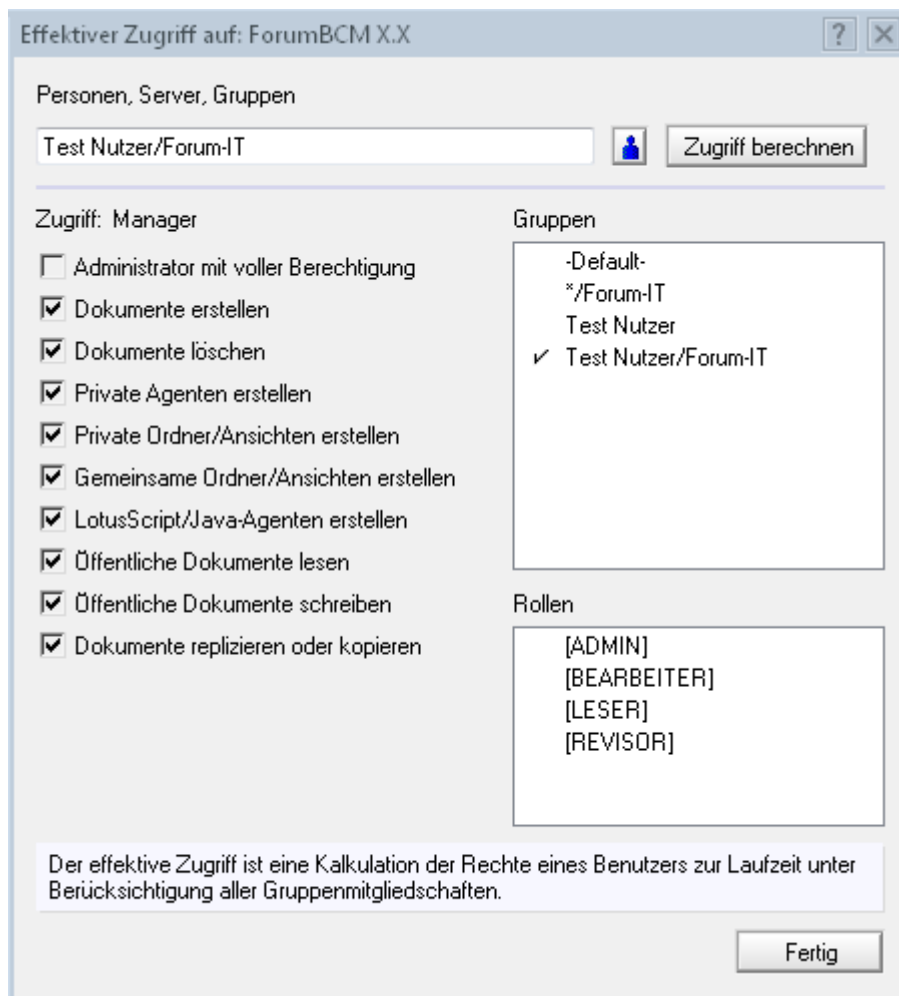 Effektiver Zugriff auf: ForumBCM X.X
Personen, Server, Gruppen
Test Nutzer/Forum-IT
Zugriff berechnen
Zugriff: Manager
Administrator mit voller Berechtigung
Dokumente erstellen
Dokumente löschen
Private Agenten erstellen
Private Ordner/Ansichten erstellen
Gemeinsame Ordner/Ansichten erstellen
LotusScript/Java-Agenten erstellen
Öffentliche Dokumente lesen
Öffentliche Dokumente schreiben
Dokumente replizieren oder kopieren
Gruppen
-Default-
*/Forum-IT
Test Nutzer
Test Nutzer/Forum-IT
Rollen
[ADMIN]
[BEARBEITER]
[LESER]
[REVISOR]
Der effektive Zugriff ist eine Kalkulation der Rechte eines Benutzers zur Laufzeit unter
Berücksichtigung aller Gruppenmitgliedschaften.
Fertig